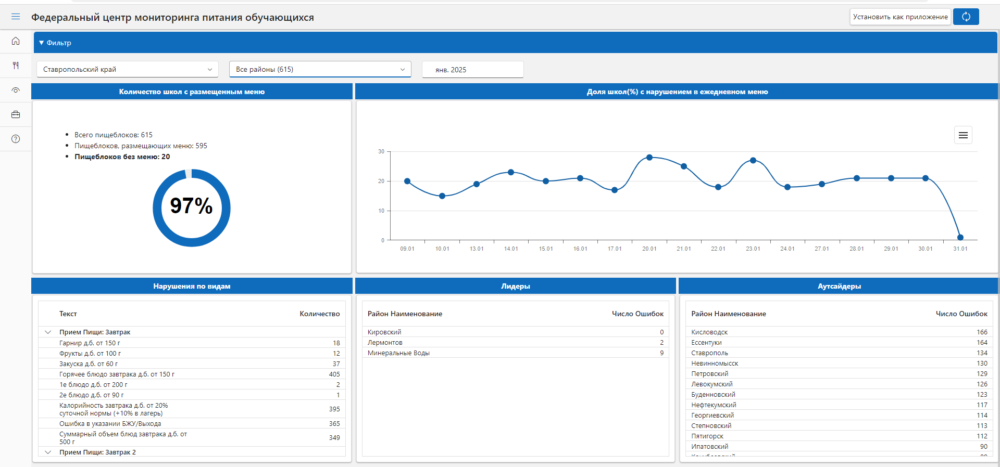 Федеральный центр мониторинга питания обучающихся
Установить как приложение
Фильтр
Ставропольский край
Все районы (615)
янв. 2025
Количество школ с размещенным меню
Всего пищеблоков: 615
Пищеблоков, размещающих меню: 595
Пищеблоков без меню: 20
97%
Доля школ(%) с нарушением в ежедневном меню
30
20
10
0
09.01 10.01 13.01 14.01 15.01 16.01 17.01 20.01 21.01 22.01 23.01 24.01 27.01 28.01 29.01 30.01 31.01
Нарушения по видам
Текст Количество
Прием Пищи: Завтрак
Гарнир д.б. от 150 г 18
Фрукты д.б. от 100 г 12
Закуска д.б. от 60 г 37
Горячее блюдо завтрака д.б. от 150 г 405
1е блюдо д.б. от 200 г 2
2е блюдо д.б. от 90 г 1
Калорийность завтрака д.б. от 20%
суточной нормы (+10% в лагерь) 395
Ошибка в указании БЖУ/Выхода 365
Суммарный объем блюд завтрака д.б. от
500 г 349
Прием Пищи: Завтрак 2
Лидеры
Район Наименование Число Ошибок
Кировский 0
Лермонтов 2
Минеральные Воды 9
Аутсайдеры
Район Наименование Число Ошибок
Кисловодск 166
Ессентуки 164
Ставрополь 134
Невинномысск 130
Петровский 129
Левокумский 126
Буденновский 123
Нефтекумский 117
Георгиевский 114
Степновский 113
Пятигорск 112
Ипатовский 90